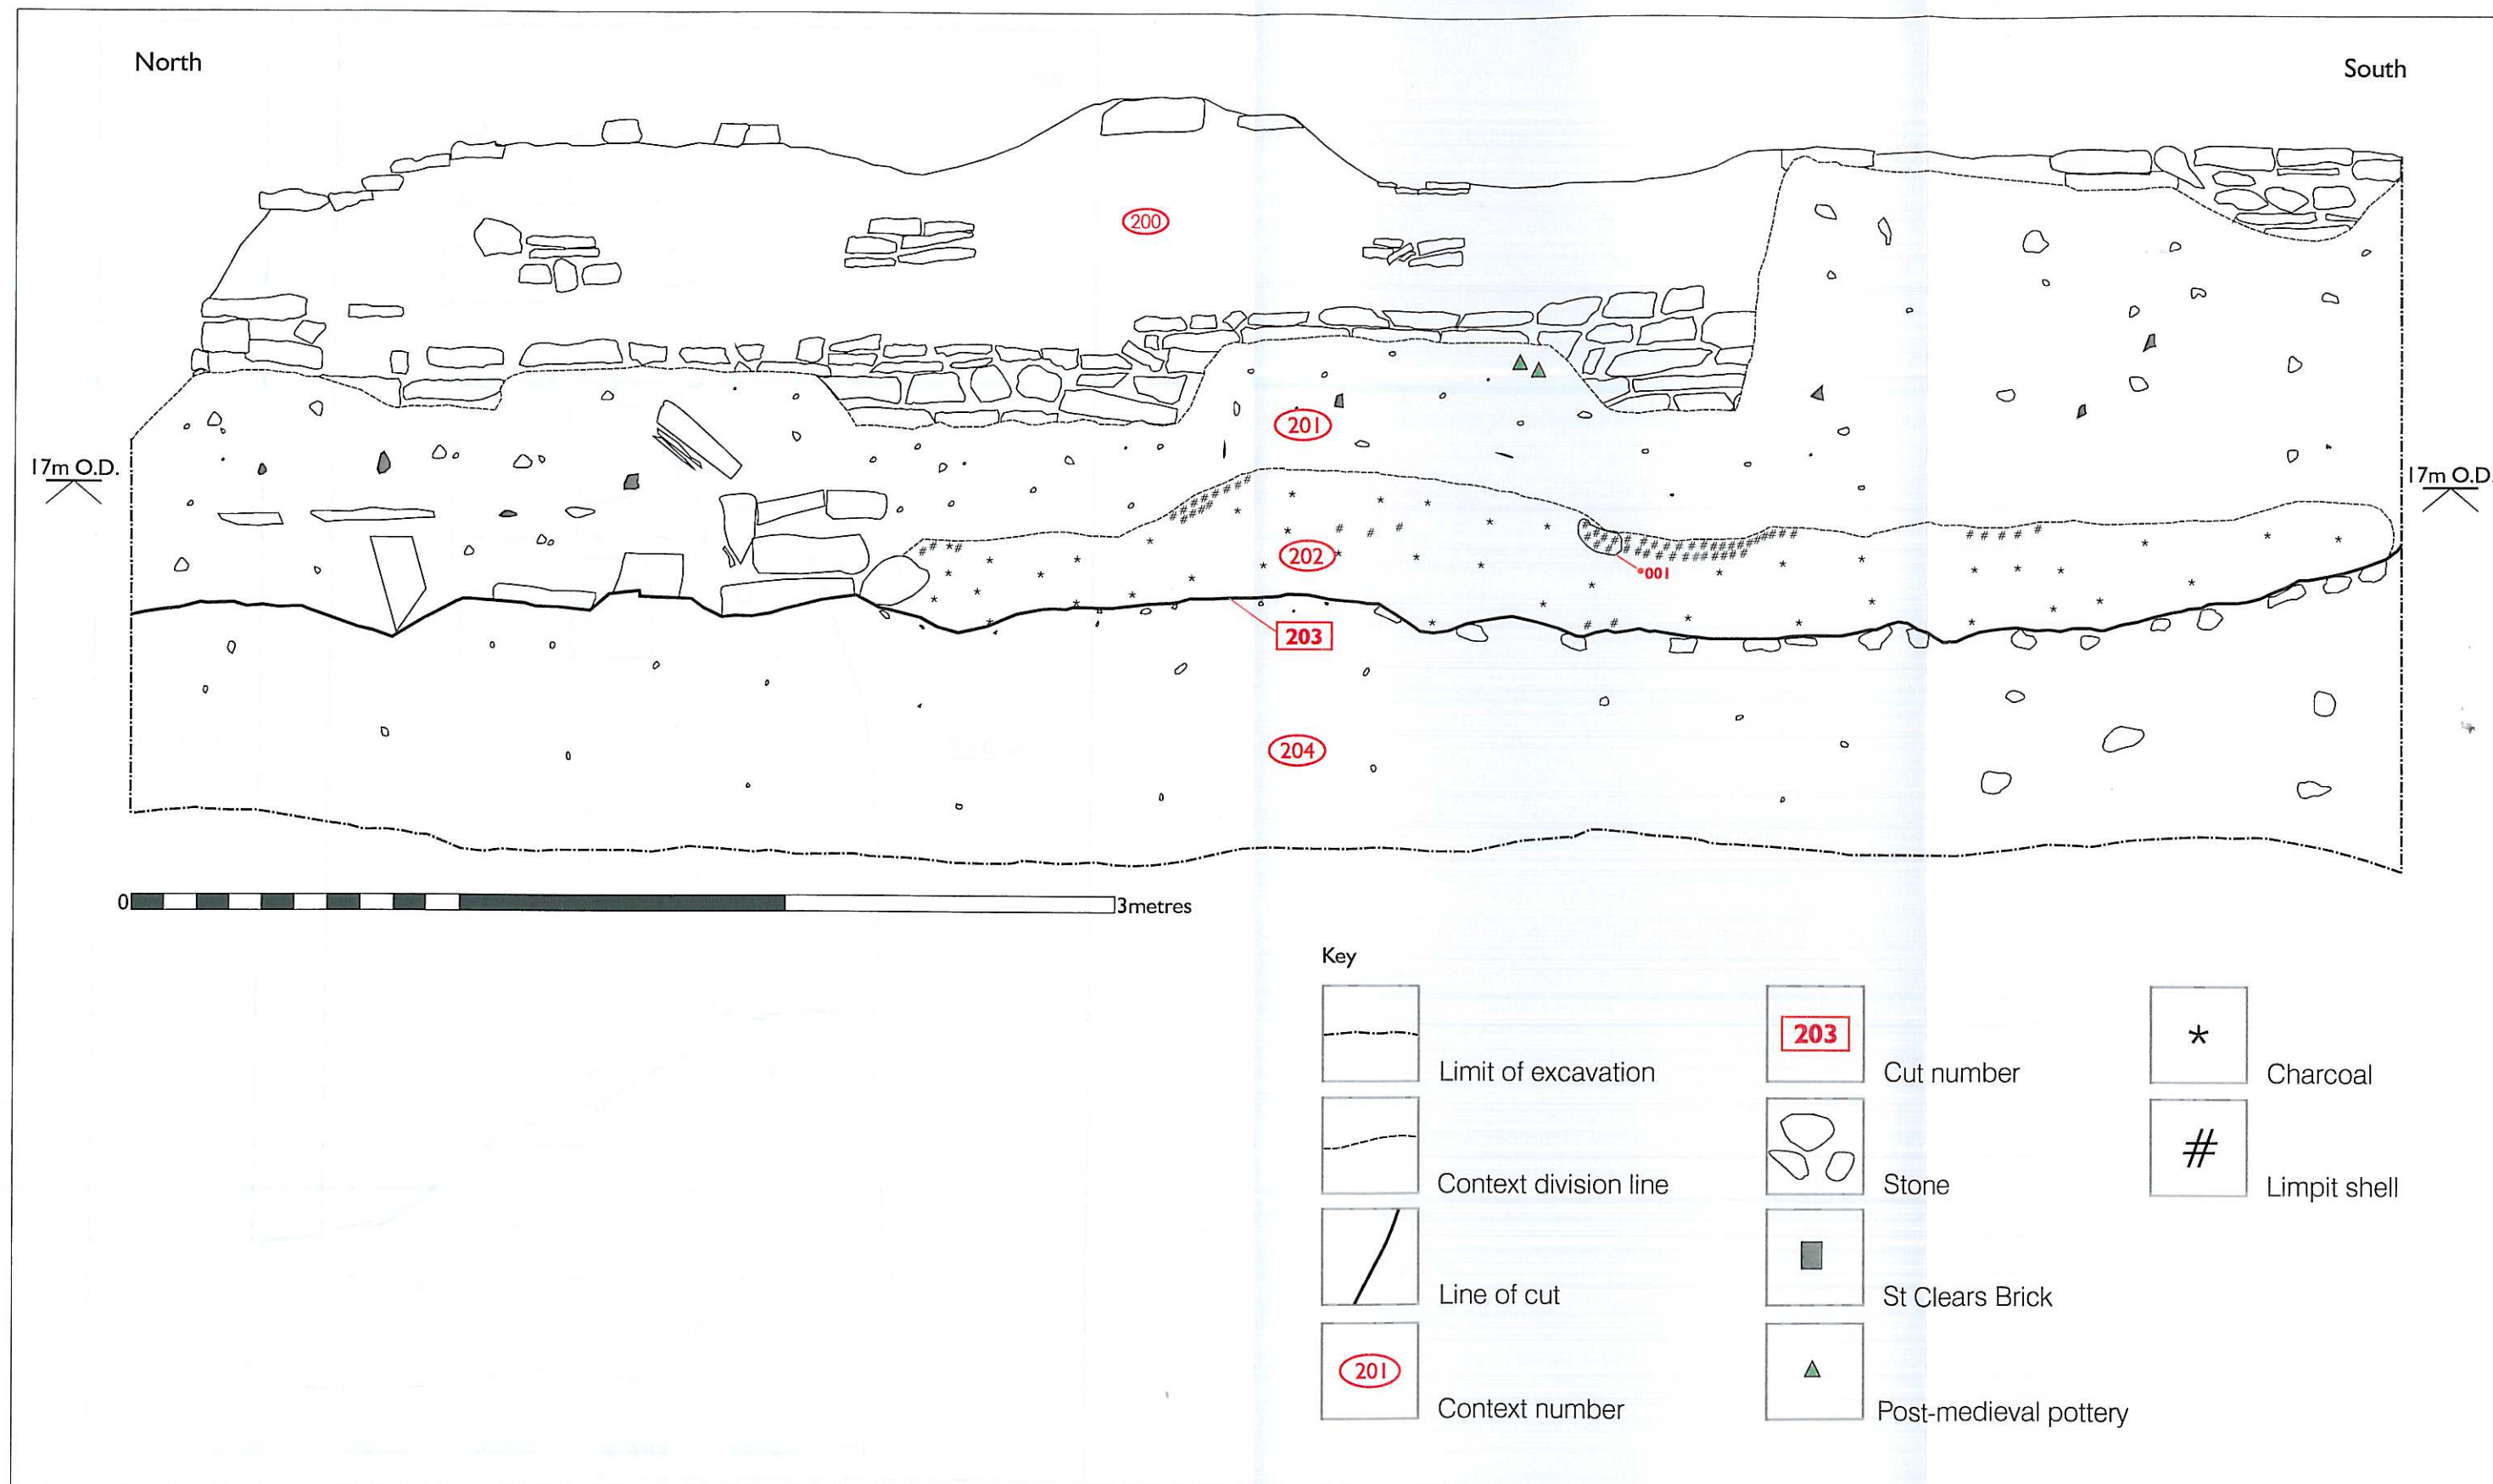 North
South
200
201
17m O.D.
17m O.D.
202
001
203
204
0
3metres
Key
Limit of excavation
203
Cut number
*
Charcoal
Context division line
Stone
#
Limpit shell
Line of cut
St Clears Brick
201
Context number
Post-medieval pottery